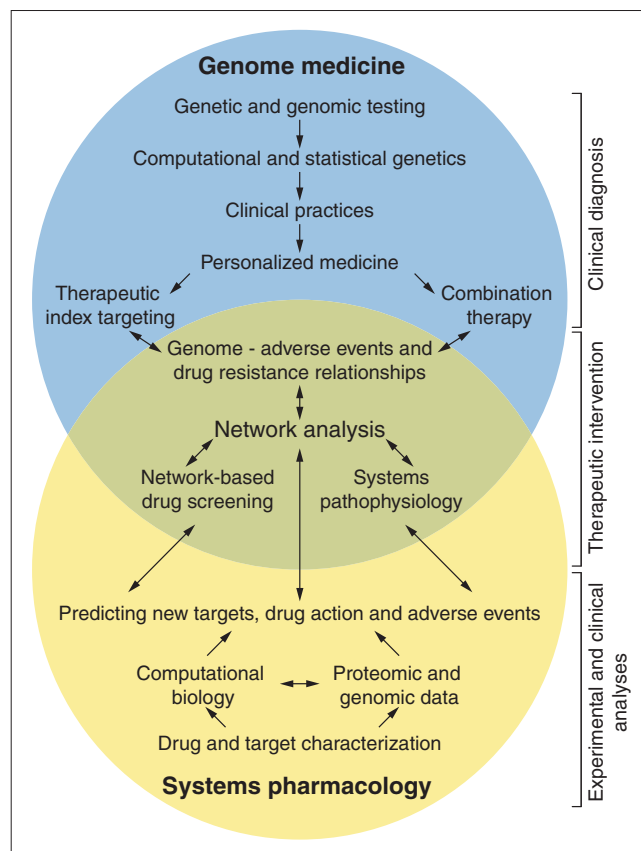 Genome medicine
Genetic and genomic testing
Computational and statistical genetics
Clinical practices
Personalized medicine
Therapeutic
index targeting
Combination
therapy
Genome - adverse events and
drug resistance relationships
Network analysis
Network-based
drug screening
Systems
pathophysiology
Predicting new targets, drug action and adverse events
Computational
biology
Proteomic and
genomic data
Drug and target characterization
Systems pharmacology
Clinical diagnosis
Therapeutic intervention
Experimental and clinical
analyses